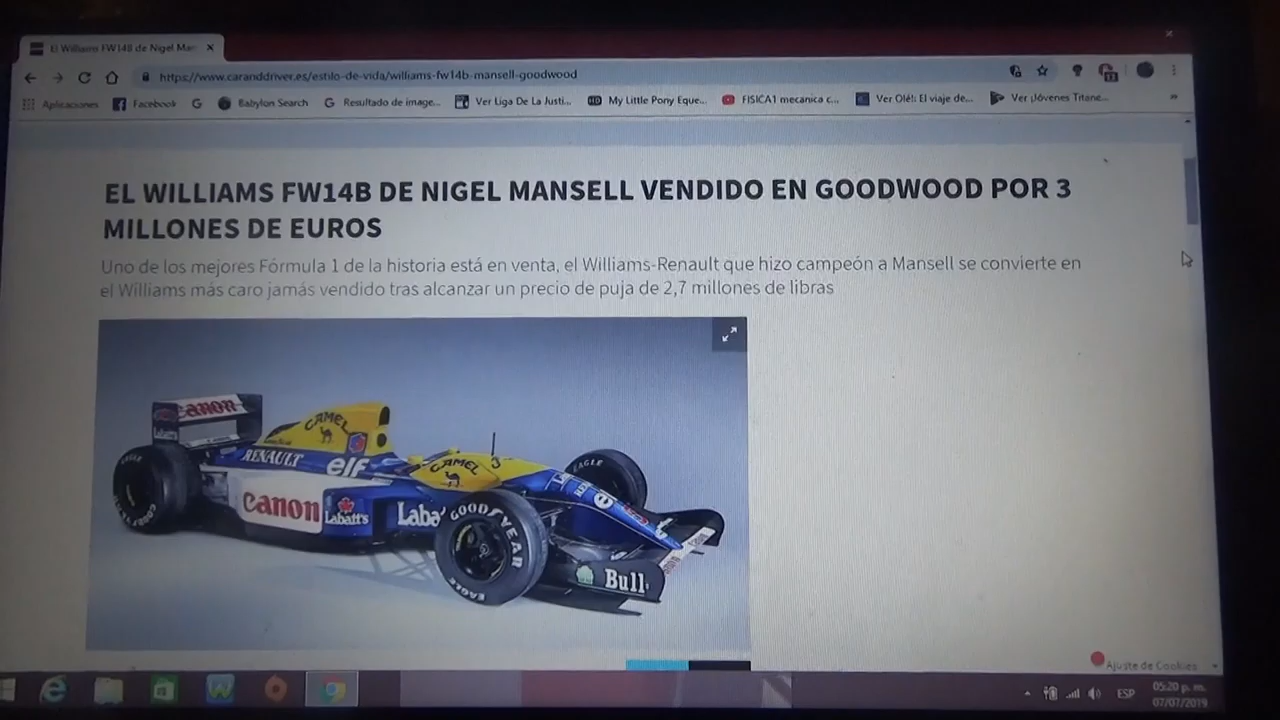 El Williams FW14B de Nigel Man
https://www.caranddriver.es/estilo-de-vida/williams-fw14b-mansell-goodwood
Aplicaciones Facebook Babylon Search Resultado de image... Ver Liga De La Justi... My Little Pony Eque... FISICA1 mecanica c... Ver Olé!: El viaje de... Ver ¡Jóvenes Titane...
EL WILLIAMS FW14B DE NIGEL MANSELL VENDIDO EN GOODWOOD POR 3
MILLONES DE EUROS
Uno de los mejores Fórmula 1 de la historia está en venta, el Williams-Renault que hizo campeón a Mansell se convierte en
el Williams más caro jamás vendido tras alcanzar un precio de puja de 2,7 millones de libras
Canon
CAMEL
Labatt's
RENAULT elf
CAMEL
EAGLE
EAGLE
Canon Labatt's Laba
GOODYEAR
EAGLE
Bull
Ajuste de Cookies
ESP
05:20 p. m.
07/07/2019